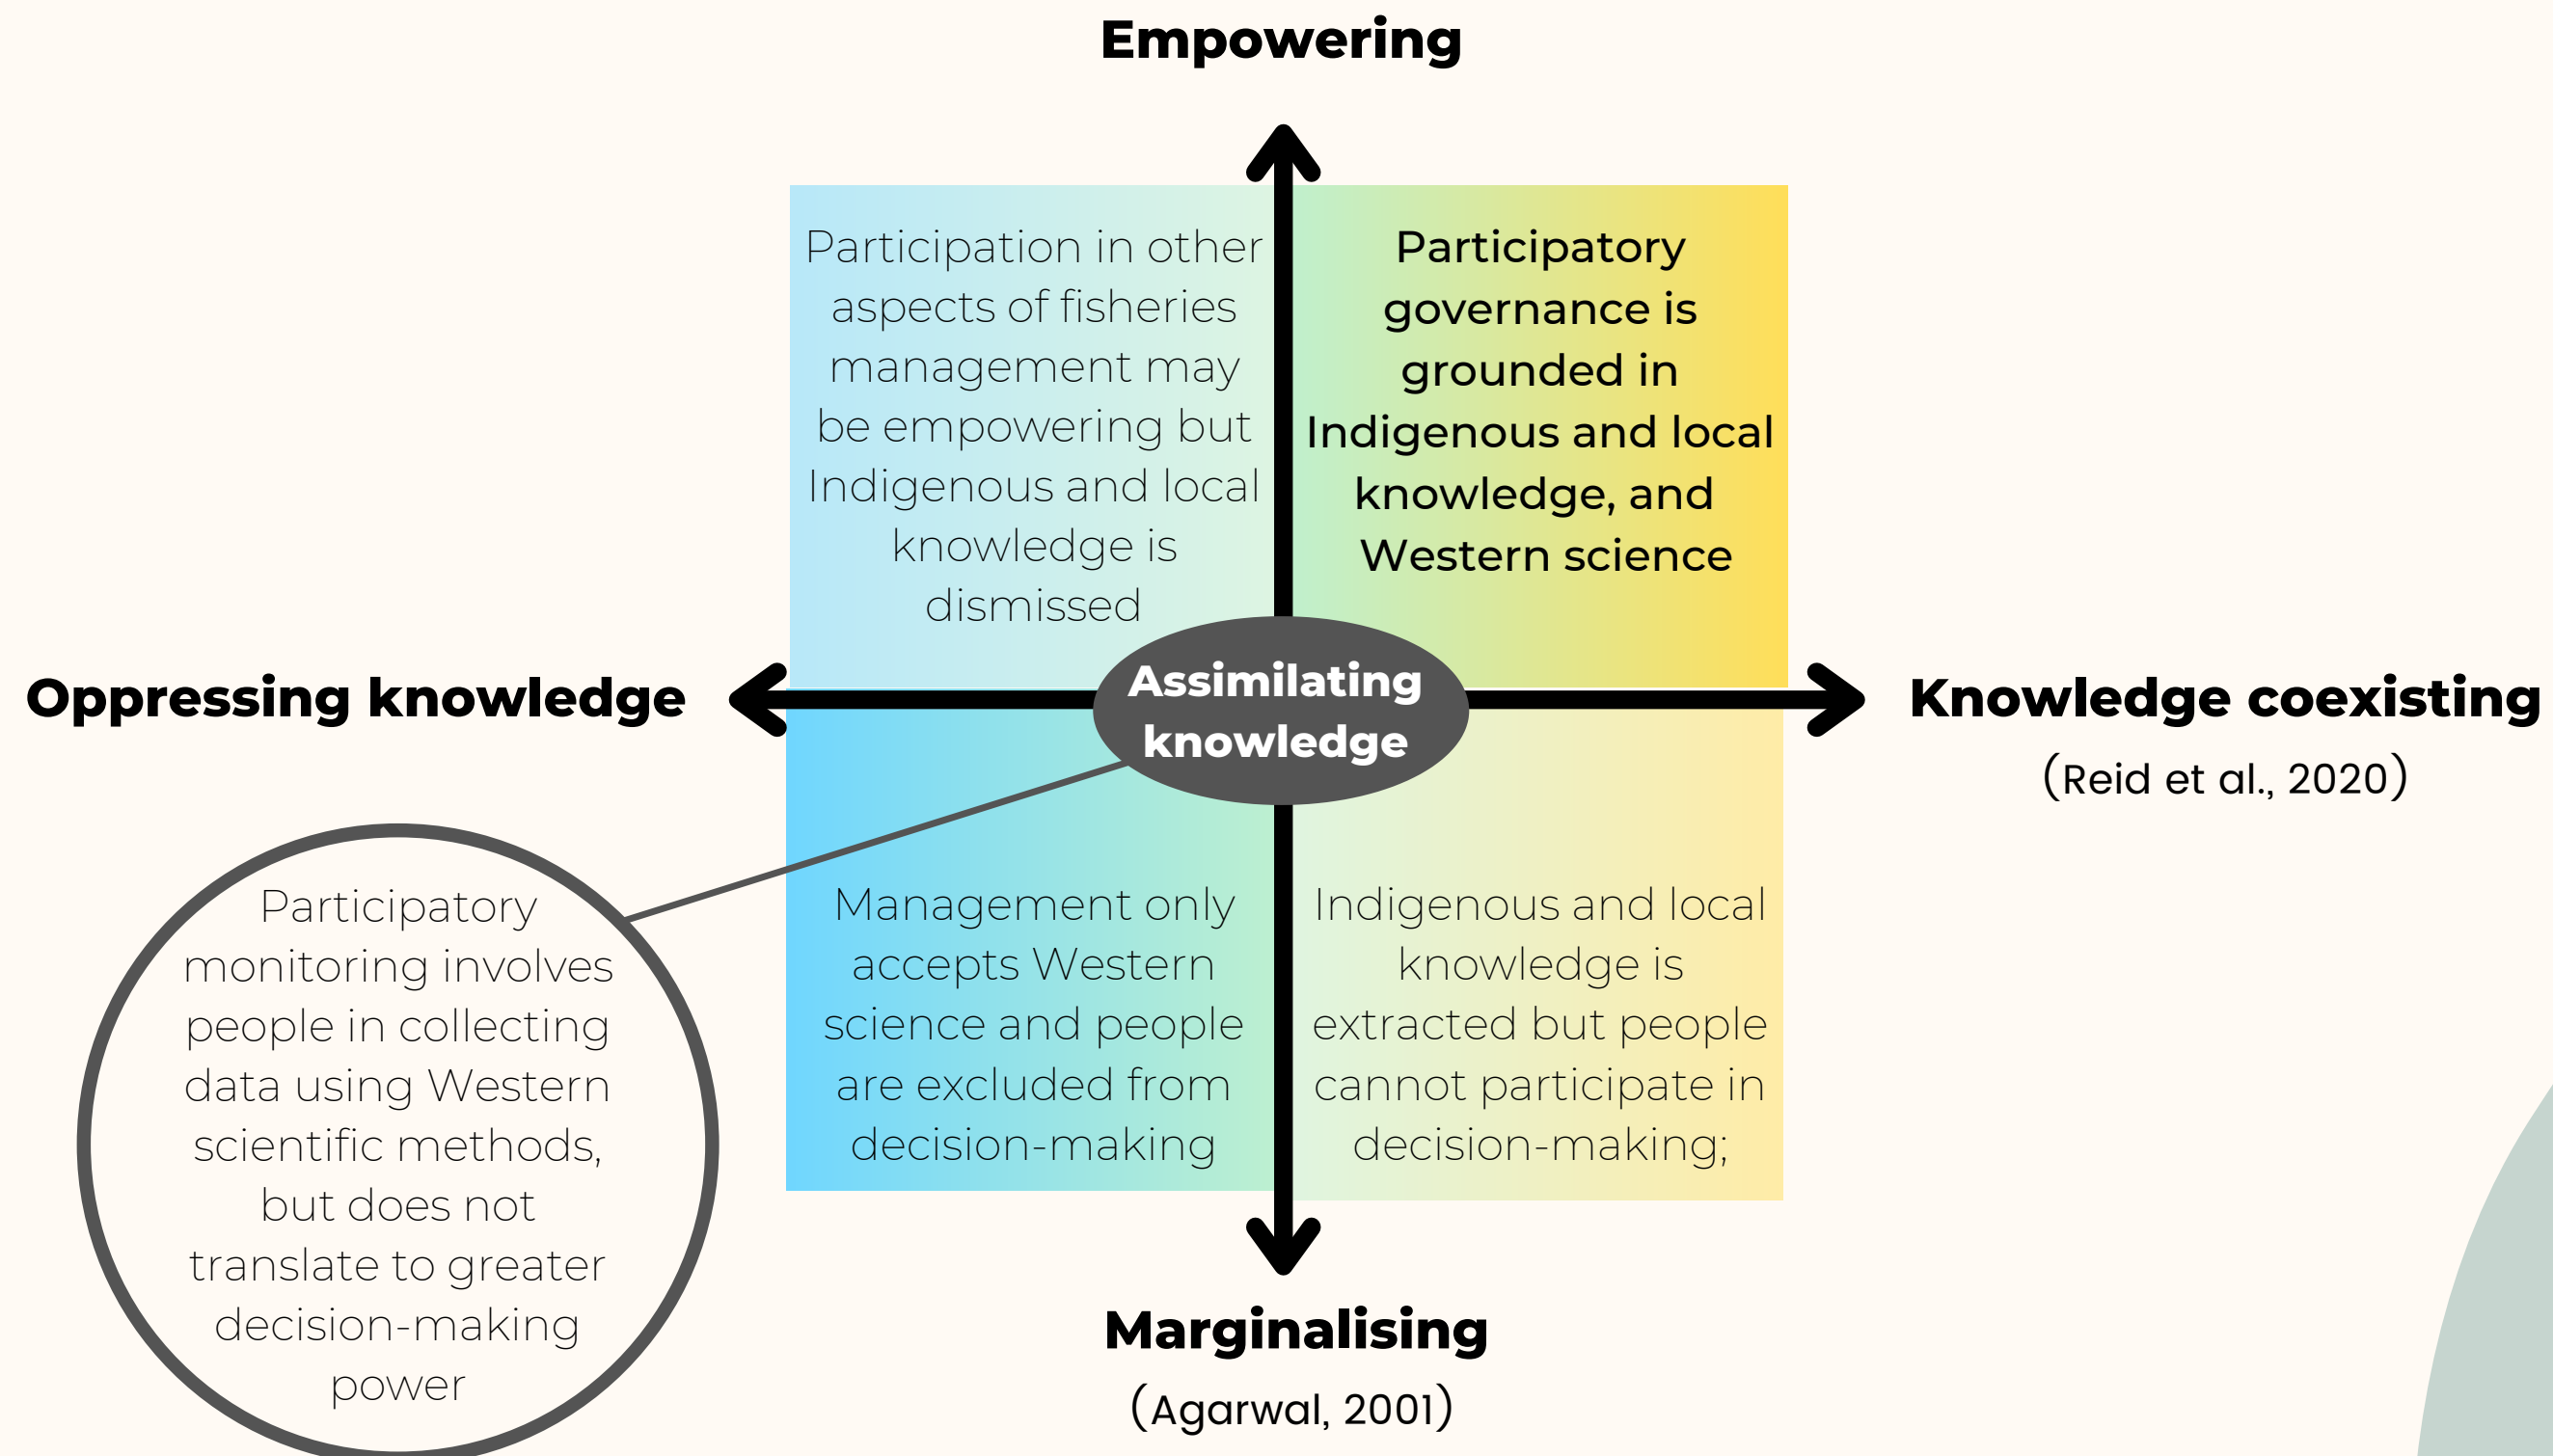 Empowering
Participation in other
aspects of fisheries
management may
be empowering but
Indigenous and local
knowledge is
dismissed
Participatory
governance is
grounded in
Indigenous and local
knowledge, and
Western science
Oppressing knowledge
Assimilating
knowledge
Knowledge coexisting
(Reid et al., 2020)
Participatory
monitoring involves
people in collecting
data using Western
scientific methods,
but does not
translate to greater
decision-making
power
Management only
accepts Western
science and people
are excluded from
decision-making
Indigenous and local
knowledge is
extracted but people
cannot participate in
decision-making;
Marginalising
(Agarwal, 2001)